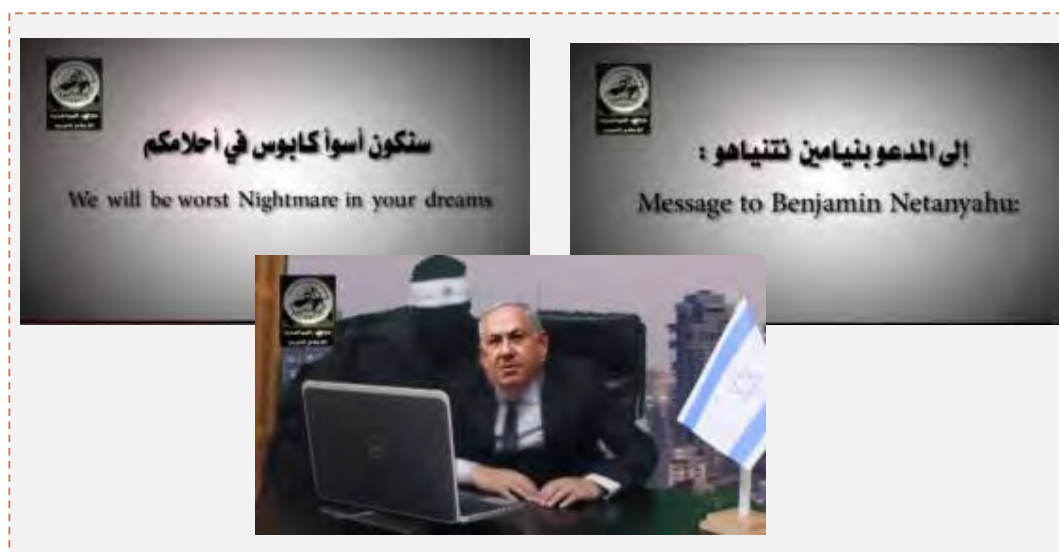 ستكون أسوأ كابوس في أحلامكم
We will be worst Nightmare in your dreams
إلى المدعو بنيامين نتنياهو :
Message to Benjamin Netanyahu: